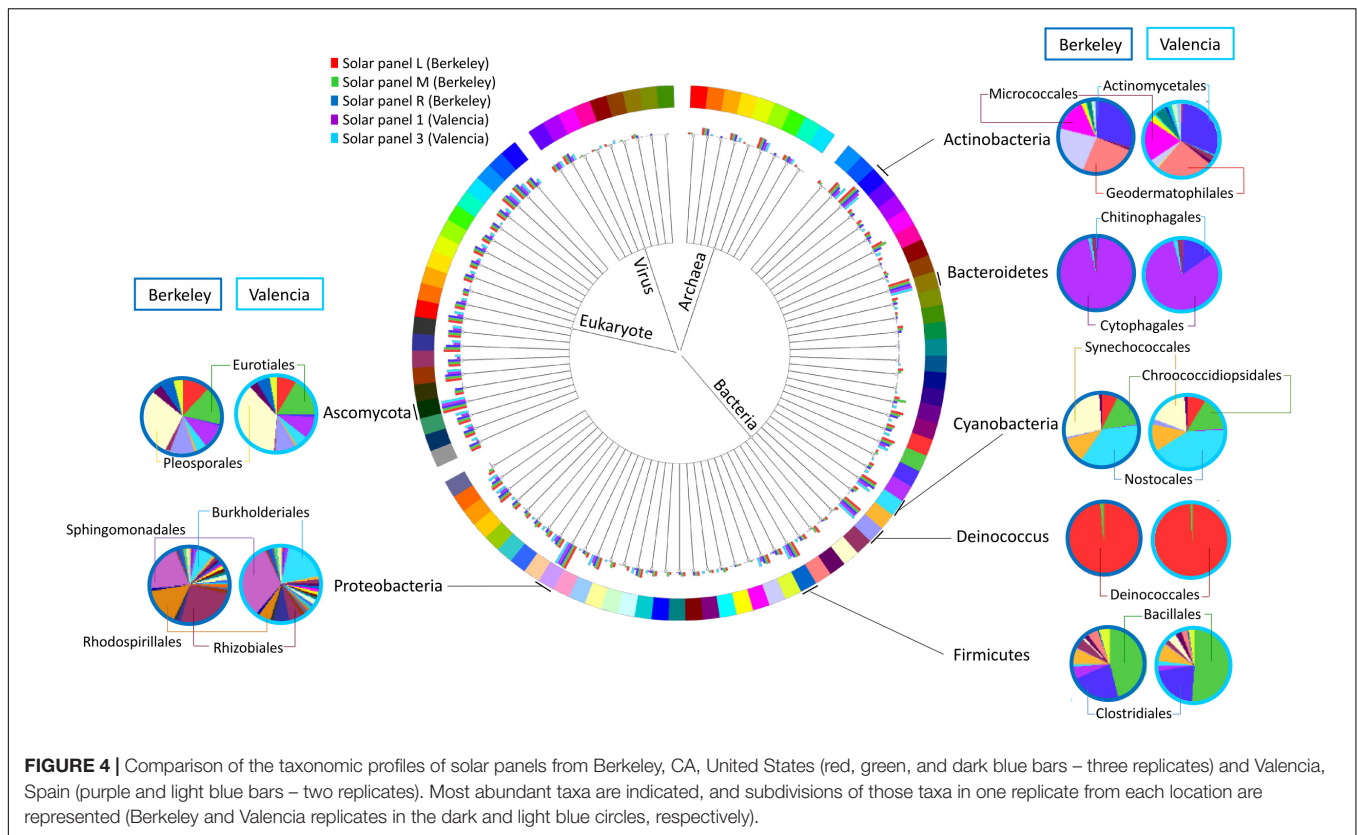 Solar panel L (Berkeley)
Solar panel M (Berkeley)
Solar panel R (Berkeley)
Solar panel 1 (Valencia)
Solar panel 3 (Valencia)
Berkeley
Valencia
Micrococcales
Actinomycetales
Actinobacteria
Geodermatophilales
Chitinophagales
Bacteroidetes
Cytophagales
Synechococcales
Chroococcidiopsidales
Cyanobacteria
Nostocales
Deinococcus
Deinococcales
Bacillales
Firmicutes
Clostridiales
Virus
Archaea
Eukaryote
Bacteria
Berkeley
Valencia
Eurotiales
Ascomycota
Pleosporales
Sphingomonadales
Burkholderiales
Proteobacteria
Rhodospirillales
Rhizobiales
FIGURE 4 | Comparison of the taxonomic profiles of solar panels from Berkeley, CA, United States (red, green, and dark blue bars – three replicates) and Valencia,
Spain (purple and light blue bars – two replicates). Most abundant taxa are indicated, and subdivisions of those taxa in one replicate from each location are
represented (Berkeley and Valencia replicates in the dark and light blue circles, respectively).